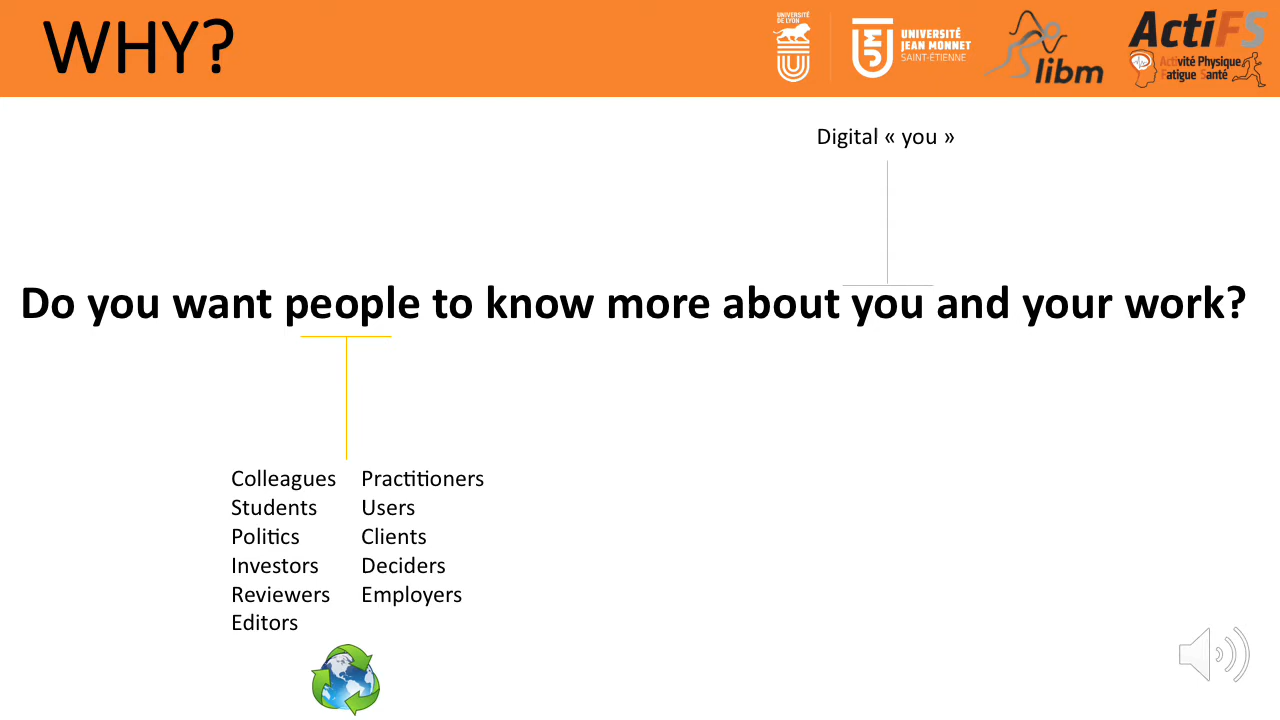 WHY?
UNIVERSITÉ
DE LYON
UNIVERSITÉ
JEAN MONNET
SAINT-ÉTIENNE
libm
ActiFS
Activité Physique
Fatigue Santé
Digital « you »
Do you want people to know more about you and your work?
Colleagues
Students
Politics
Investors
Reviewers
Editors
Practitioners
Users
Clients
Deciders
Employers